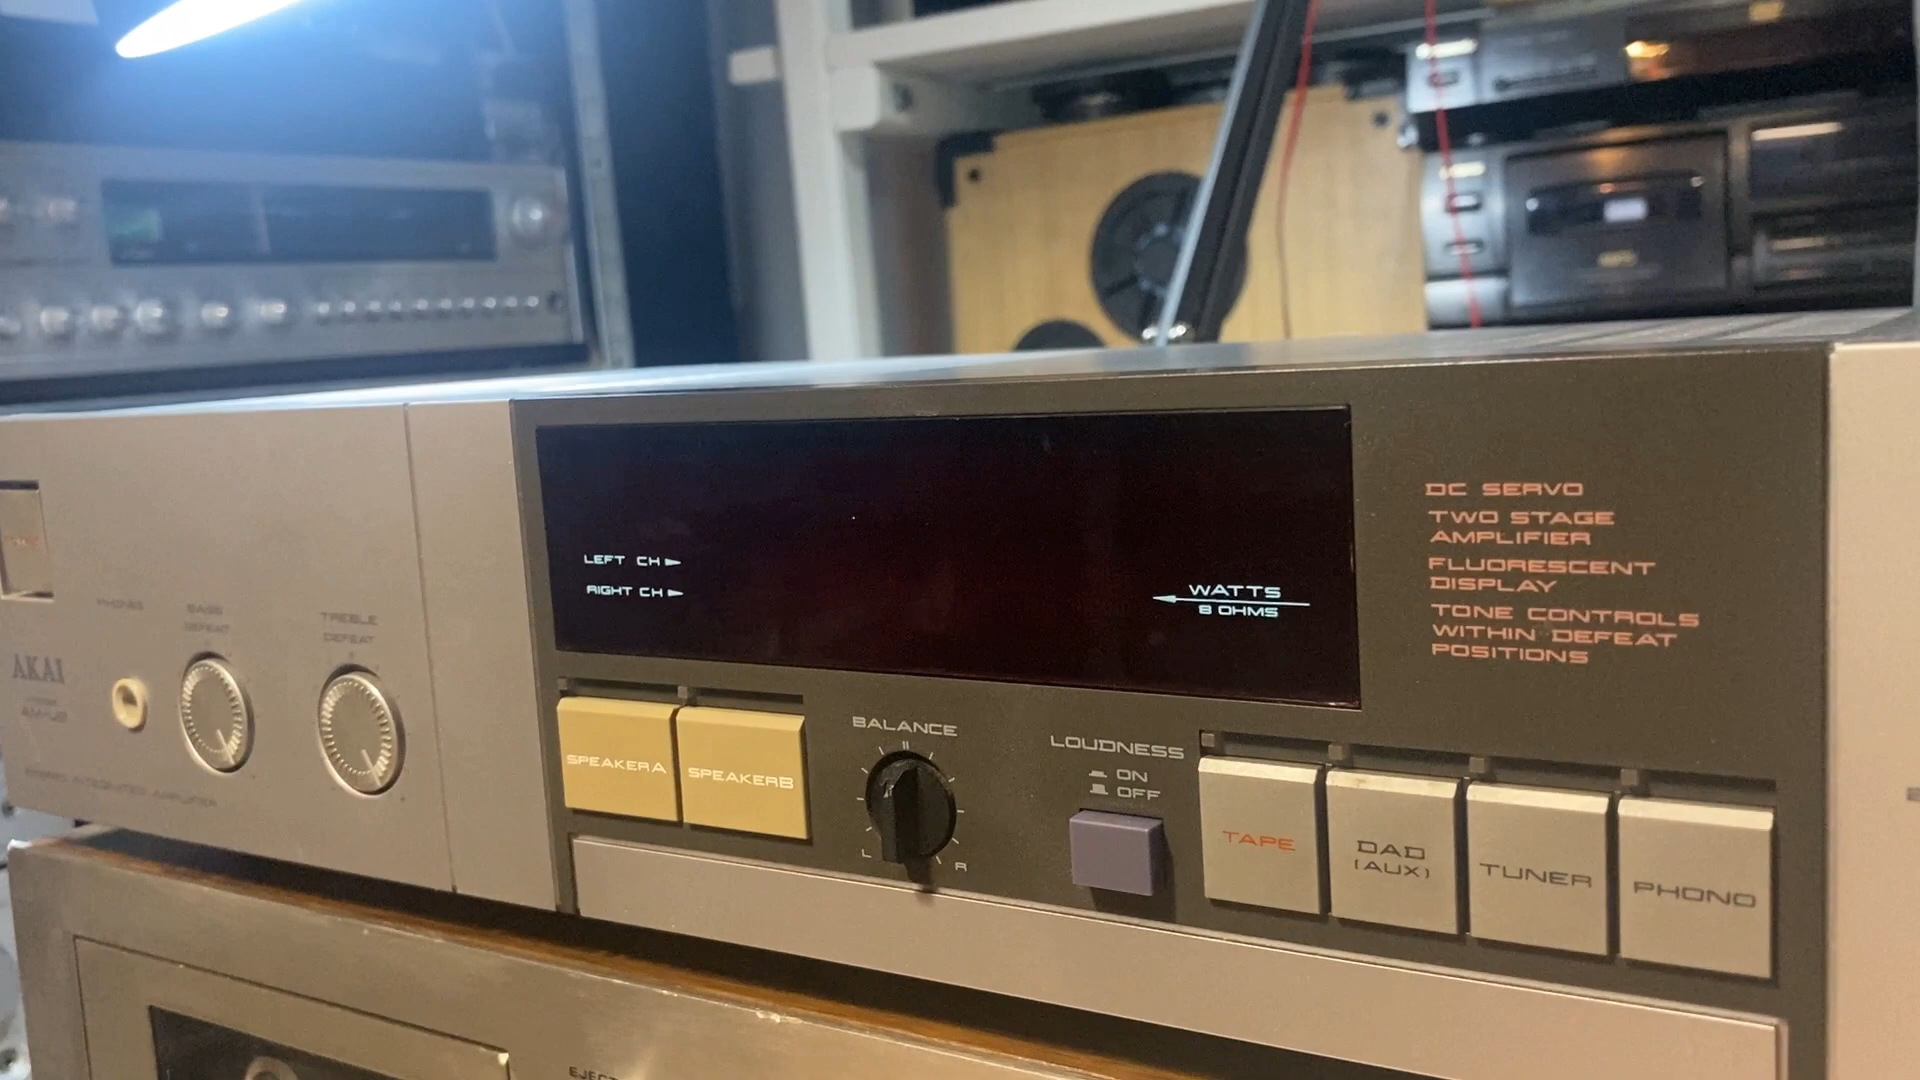 PHONES
BASS
DEFEAT
TREBLE
DEFEAT
AKAI
LEFT CH
RIGHT CH
WATTS
8 OHMS
DC SERVO
TWO STAGE
AMPLIFIER
FLUORESCENT
DISPLAY
TONE CONTROLS
WITHIN DEFEAT
POSITIONS
SPEAKER A
SPEAKER B
BALANCE
L
R
LOUDNESS
ON
OFF
TAPE
DAD
(AUX)
TUNER
PHONO
EJECT